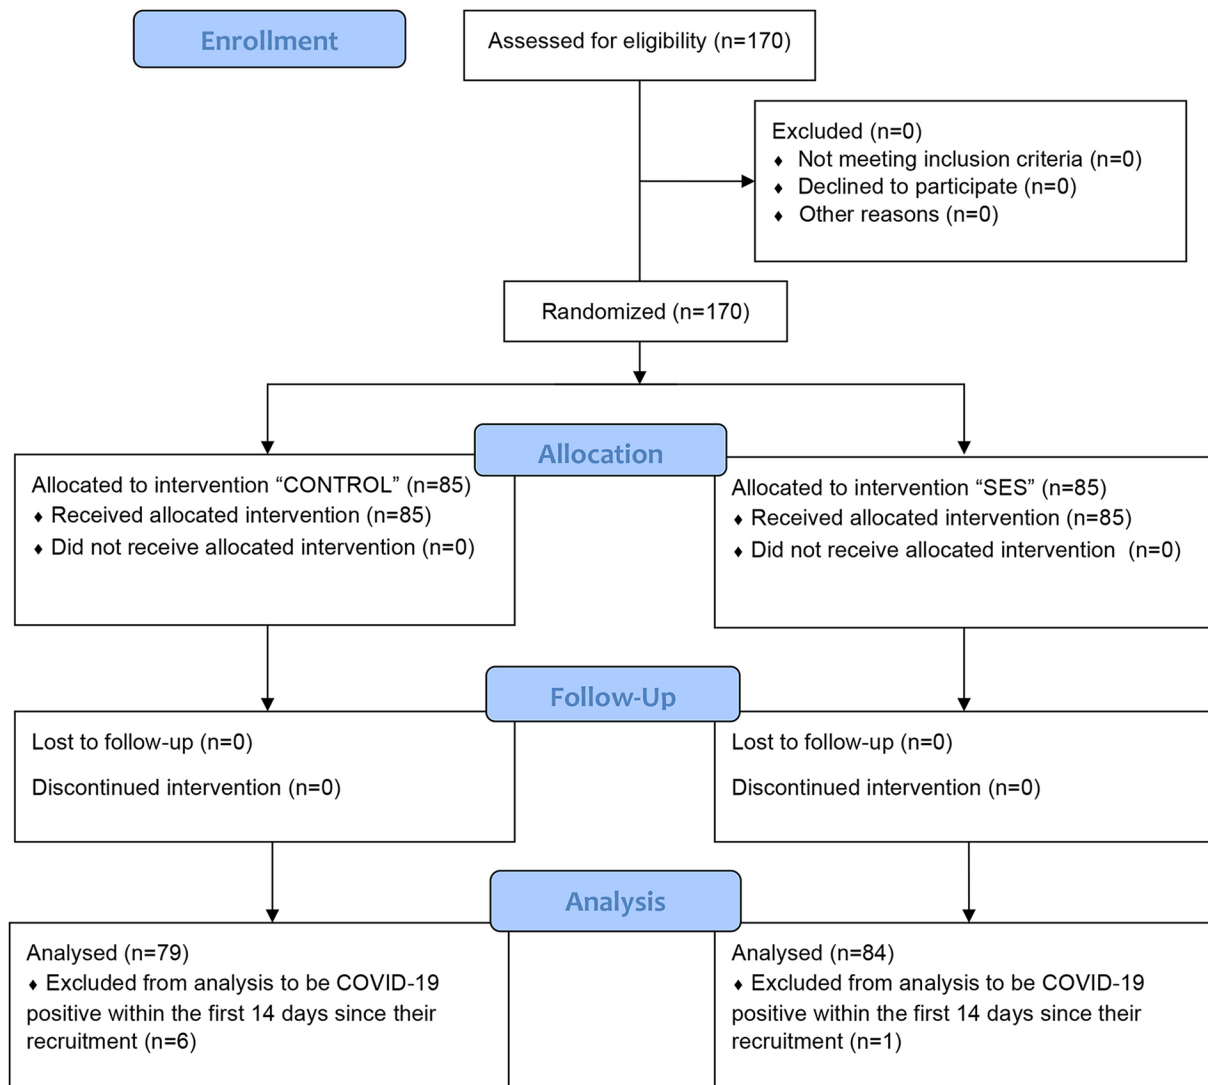 Enrollment
Assessed for eligibility (n=170)
Excluded (n=0)
♦ Not meeting inclusion criteria (n=0)
♦ Declined to participate (n=0)
♦ Other reasons (n=0)
Randomized (n=170)
Allocation
Allocated to intervention “CONTROL” (n=85)
♦ Received allocated intervention (n=85)
♦ Did not receive allocated intervention (n=0)
Allocated to intervention “SES” (n=85)
♦ Received allocated intervention (n=85)
♦ Did not receive allocated intervention (n=0)
Follow-Up
Lost to follow-up (n=0)
Discontinued intervention (n=0)
Lost to follow-up (n=0)
Discontinued intervention (n=0)
Analysis
Analysed (n=79)
♦ Excluded from analysis to be COVID-19
positive within the first 14 days since their
recruitment (n=6)
Analysed (n=84)
♦ Excluded from analysis to be COVID-19
positive within the first 14 days since their
recruitment (n=1)